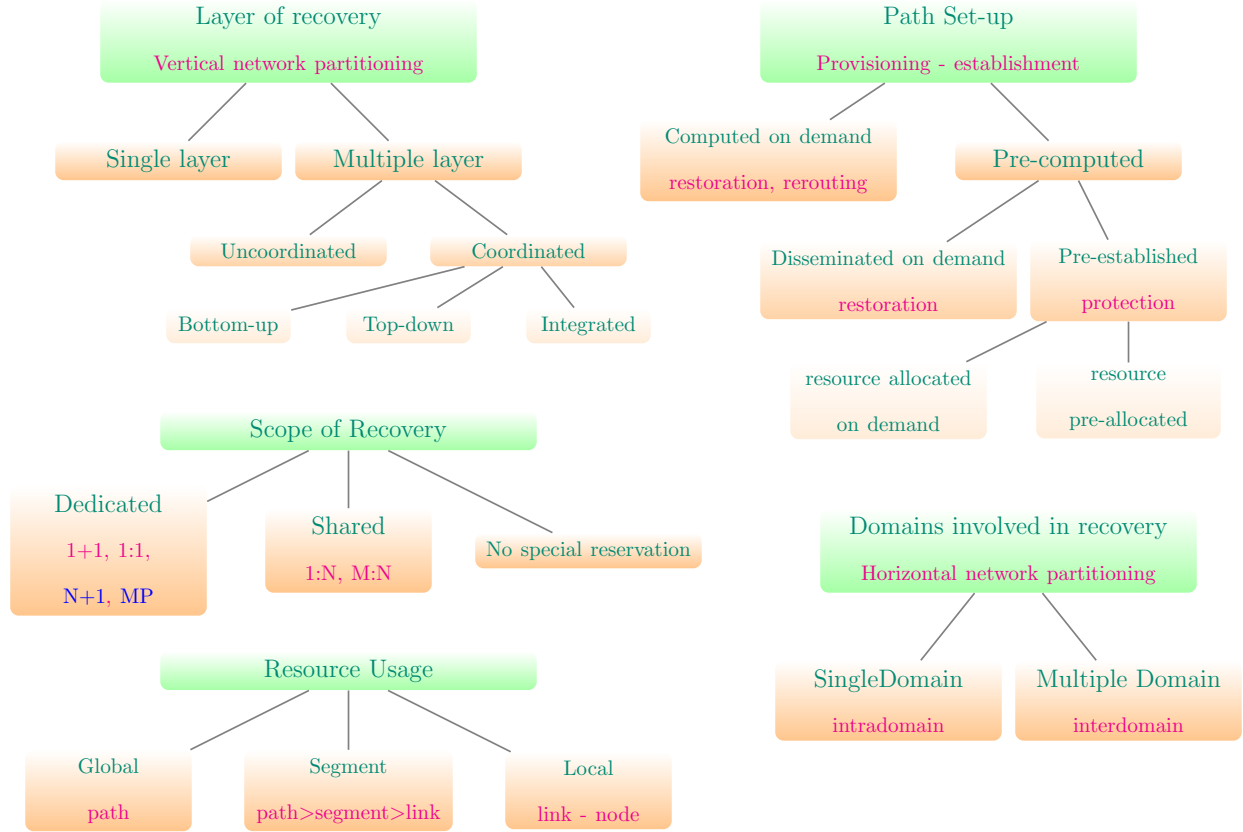 Layer of recovery
Vertical network partitioning
Single layer
Multiple layer
Uncoordinated
Coordinated
Bottom-up
Top-down
Integrated
Path Set-up
Provisioning - establishment
Computed on demand
restoration, rerouting
Pre-computed
Disseminated on demand
restoration
Pre-established
protection
resource allocated
on demand
resource
pre-allocated
Scope of Recovery
Dedicated
1+1, 1:1,
N+1, MP
Shared
1:N, M:N
No special reservation
Domains involved in recovery
Horizontal network partitioning
SingleDomain
intradomain
Multiple Domain
interdomain
Resource Usage
Global
path
Segment
path>segment>link
Local
link - node